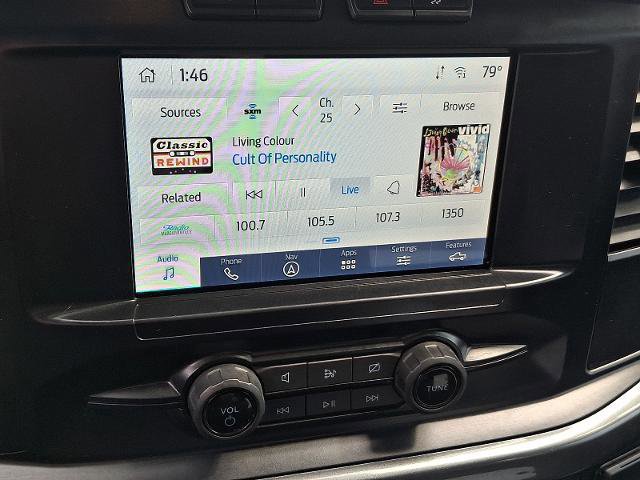 1:46
79°
Sources
sxm
Ch.
25
Browse
Classic
REWIND
Living Colour
Cult Of Personality
Living Colour
vivid
Related
Live
Radio
100.7
105.5
107.3
1350
Audio
Phone
Nav
Apps
Settings
Features
VOL
TUNE